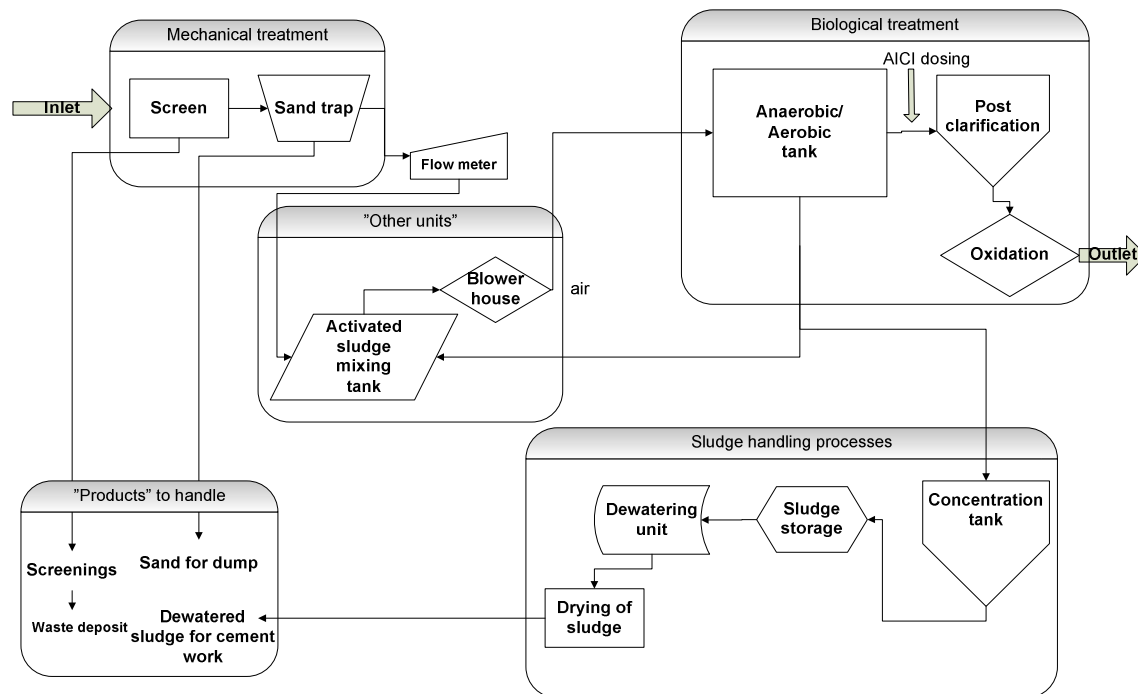 Mechanical treatment
Inlet
Screen
Sand trap
Flow meter
”Other units”
Blower
house
air
Activated
sludge
mixing
tank
Biological treatment
AlCl dosing
Anaerobic/
Aerobic
tank
Post
clarification
Oxidation
Outlet
Sludge handling processes
Concentration
tank
Sludge
storage
Dewatering
unit
Drying of
sludge
”Products” to handle
Screenings
Waste deposit
Sand for dump
Dewatered
sludge for cement
work